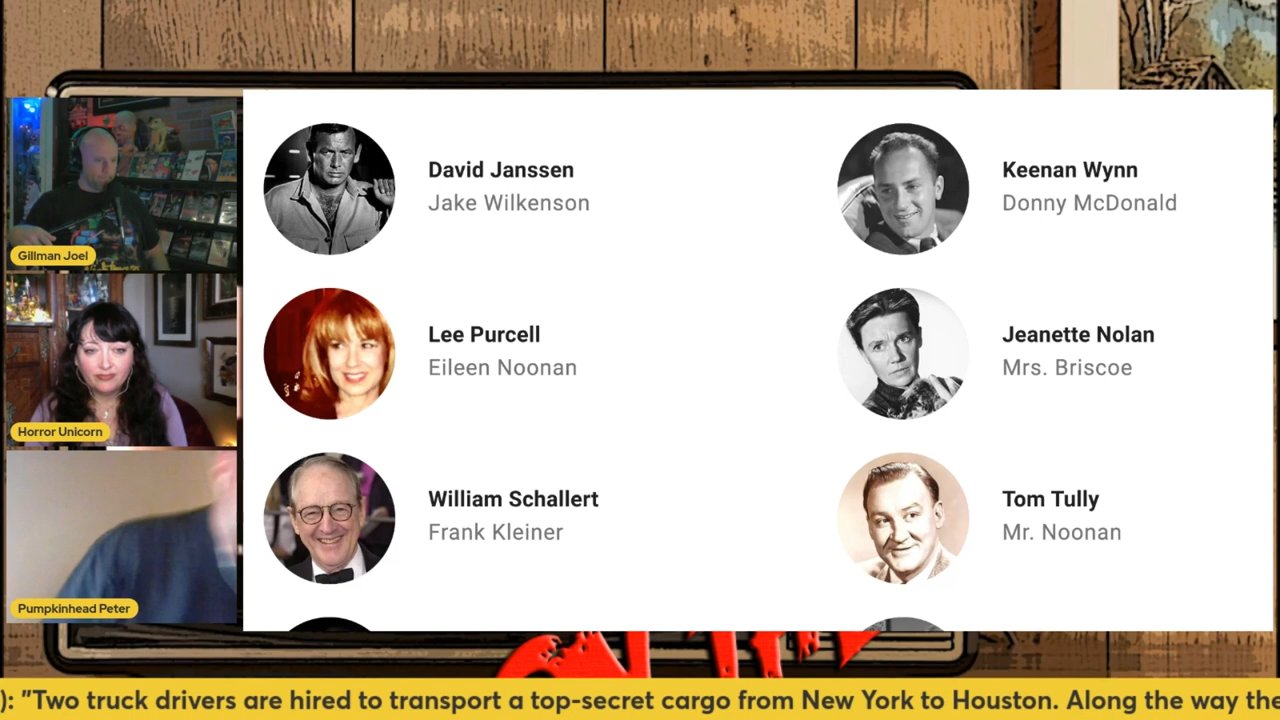 Gillman Joel
Horror Unicorn
Pumpkinhead Peter
David Janssen
Jake Wilkenson
Keenan Wynn
Donny McDonald
Lee Purcell
Eileen Noonan
Jeanette Nolan
Mrs. Briscoe
William Schallert
Frank Kleiner
Tom Tully
Mr. Noonan
): "Two truck drivers are hired to transport a top-secret cargo from New York to Houston. Along the way the